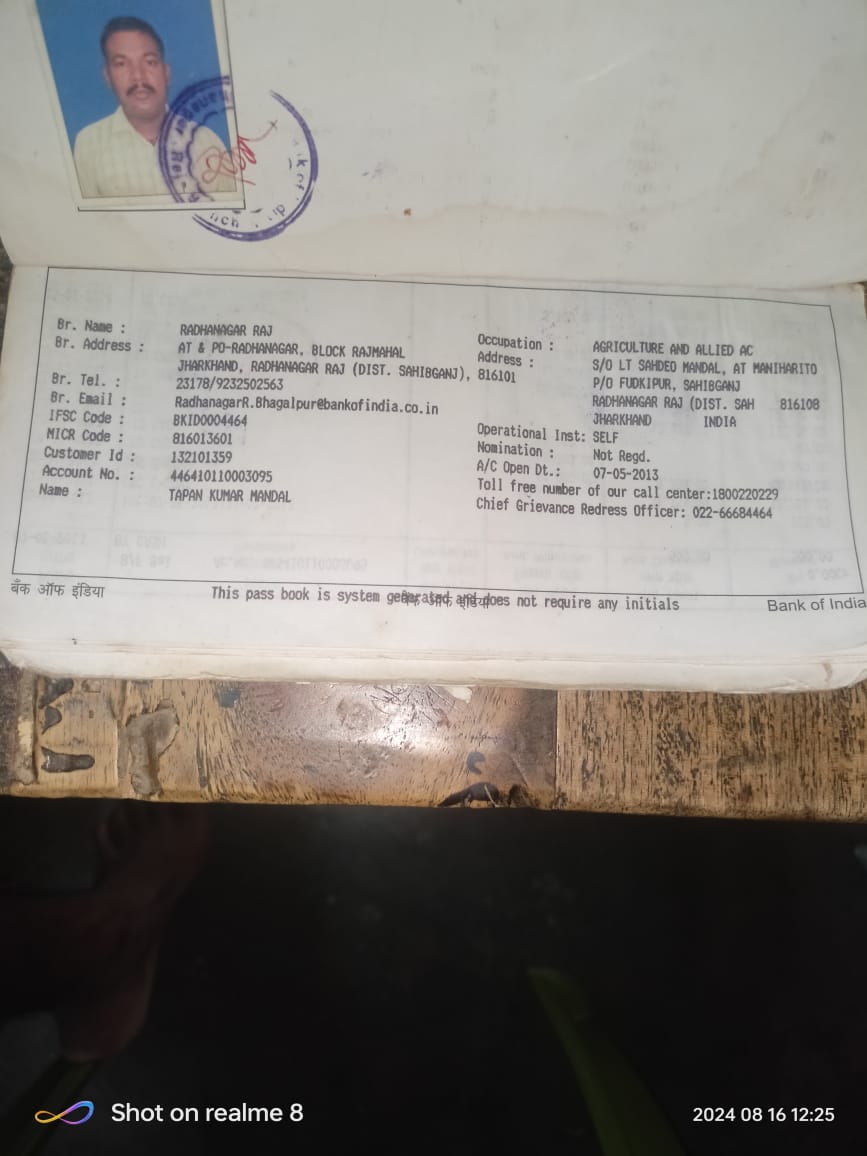 Br. Name : RADHANAGAR RAJ
Br. Address : AT & PO-RADHANAGAR, BLOCK RAJMAHAL
JHARKHAND, RADHANAGAR RAJ (DIST. SAHIBGANJ), 816101
Br. Tel. : 23178/9232502563
Br. Email : RadhanagarR.Bhagalpur@bankofindia.co.in
IFSC Code : BKID0004464
MICR Code : 816013601
Customer Id : 132101359
Account No. : 446410110003095
Name : TAPAN KUMAR MANDAL
Occupation : AGRICULTURE AND ALLIED AC
Address : S/O LT SAHDEO MANDAL, AT MANIHARITO
P/O FUDKIPUR, SAHIBGANJ
RADHANAGAR RAJ (DIST. SAH 816108
JHARKHAND INDIA
Operational Inst: SELF
Nomination : Not Regd.
A/C Open Dt.: 07-05-2013
Toll free number of our call center:1800220229
Chief Grievance Redress Officer: 022-66684464
बैंक ऑफ इंडिया
This pass book is system generated and does not require any initials
बैंक ऑफ इंडिया
Bank of India
Shot on realme 8
2024 08 16 12:25